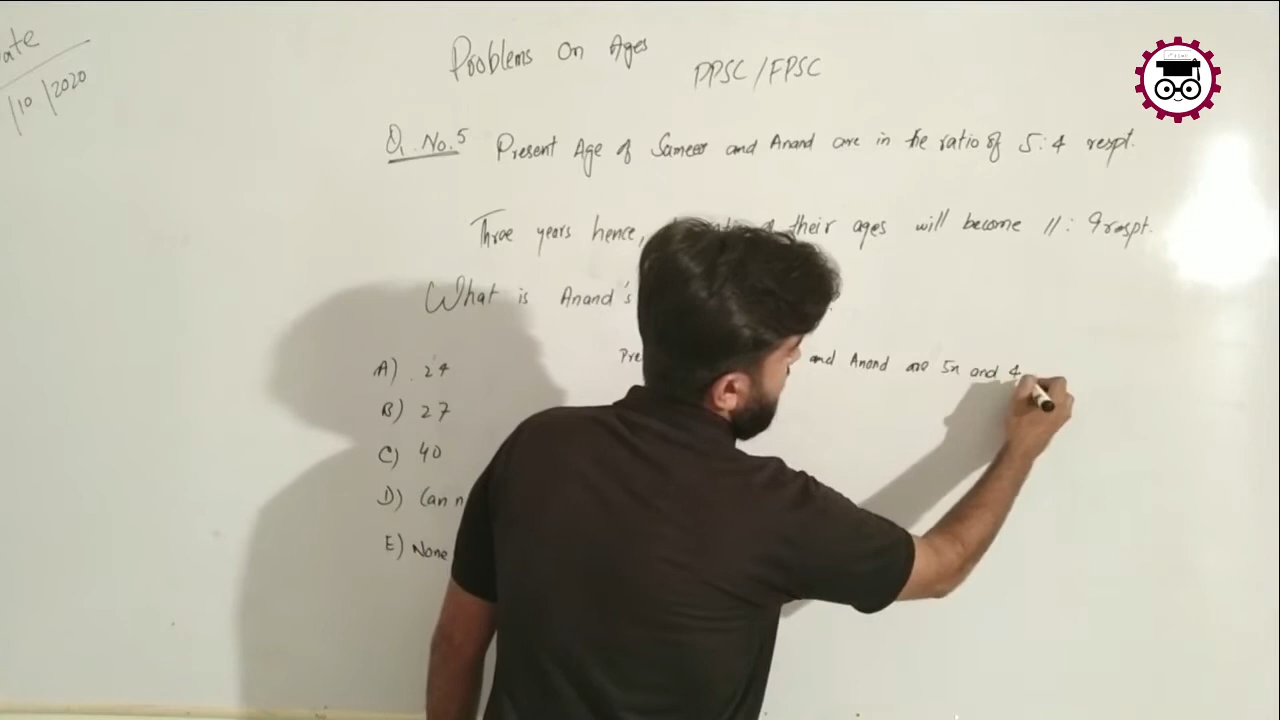 ate
/10/2020
Problems on Ages
PPSC/FPSC
Q. No. 5 Present Age of Sameer and Anand are in the ratio of 5:4 respt.
Three years hence, their ages will become 11:9 respt.
What is Anand's
and Anand are 5x and 4
A) 24
B) 27
C) 40
D) Can n
E) None